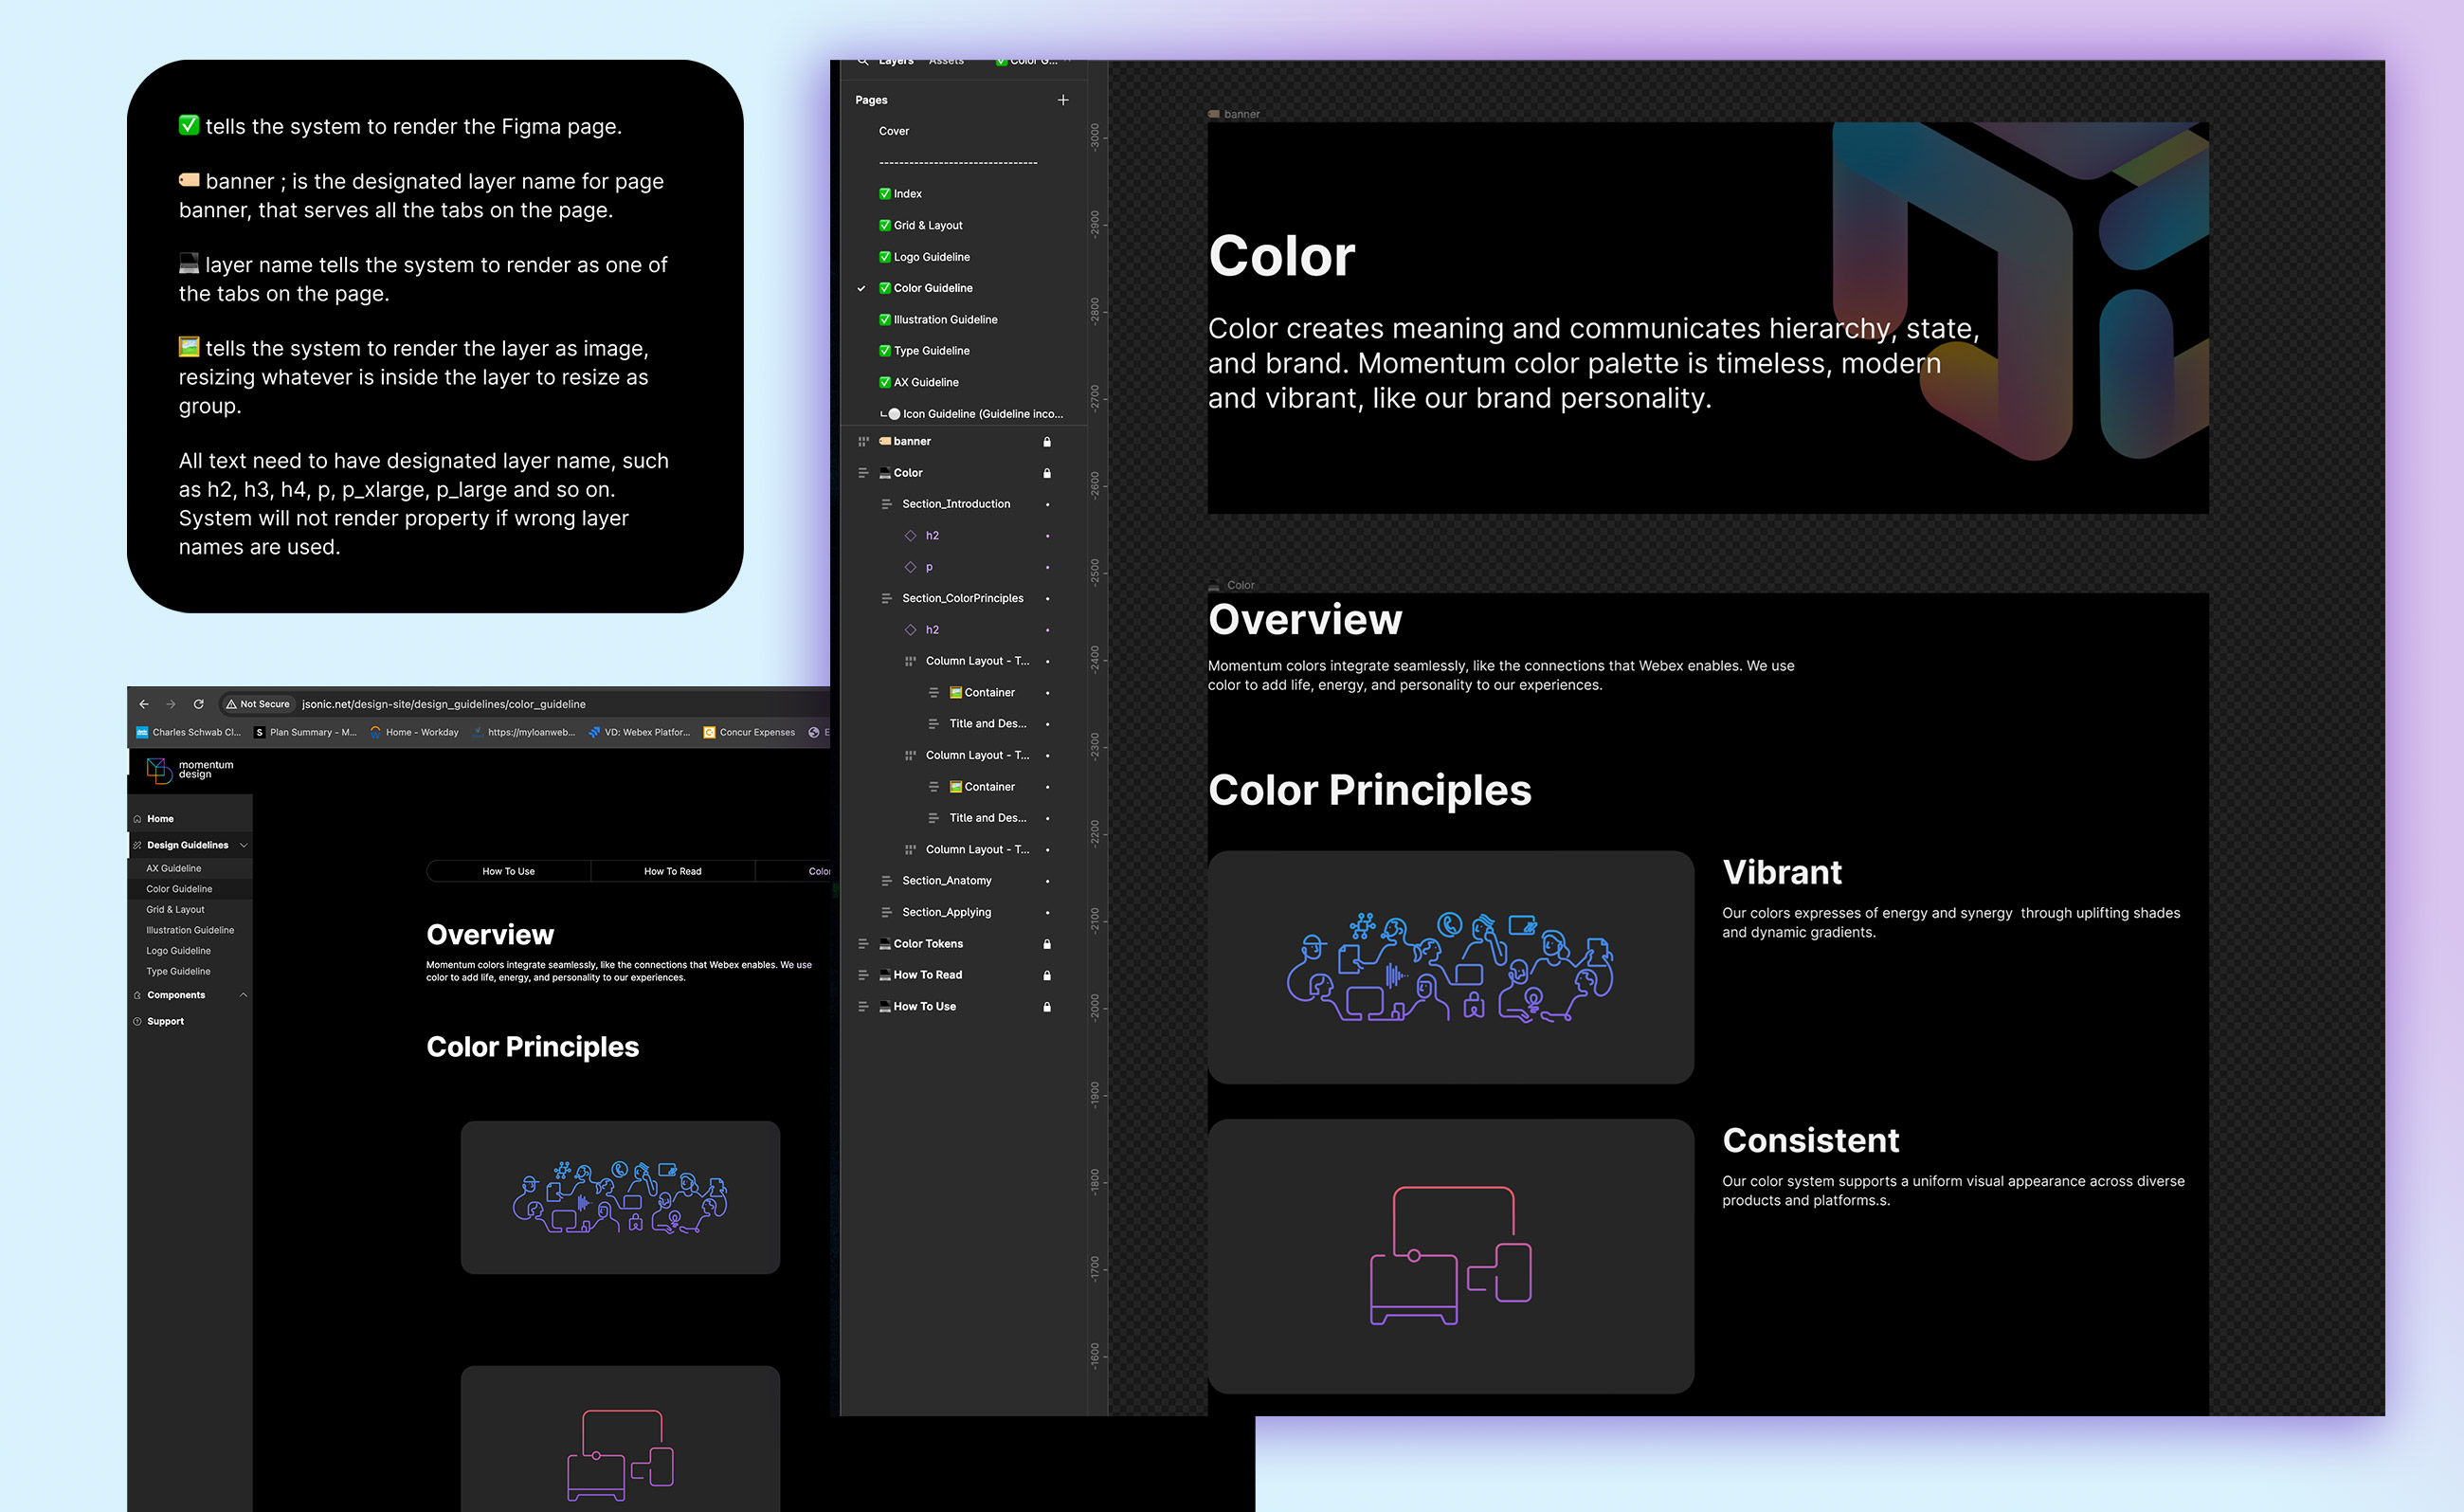 ✅ tells the system to render the Figma page.
🏷️ banner ; is the designated layer name for page
banner, that serves all the tabs on the page.
💻 layer name tells the system to render as one of
the tabs on the page.
🖼️ tells the system to render the layer as image,
resizing whatever is inside the layer to resize as
group.
All text need to have designated layer name, such
as h2, h3, h4, p, p_xlarge, p_large and so on.
System will not render property if wrong layer
names are used.
Not Secure
jsonic.net/design-site/design_guidelines/color_guideline
Charles Schwab Cl...
Plan Summary - M...
Home - Workday
https://myloanweb...
VD: Webex Platfor...
Concur Expenses
momentum
design
Home
Design Guidelines
AX Guideline
Color Guideline
Grid & Layout
Illustration Guideline
Logo Guideline
Type Guideline
Components
Support
How To Use
How To Read
Overview
Momentum colors integrate seamlessly, like the connections that Webex enables. We use
color to add life, energy, and personality to our experiences.
Color Principles
Layers
Assets
✅ Color G...
Pages
Cover
--------------------------------
✅ Index
✅ Grid & Layout
✅ Logo Guideline
✅ Color Guideline
✅ Illustration Guideline
✅ Type Guideline
✅ AX Guideline
∟⚪ Icon Guideline (Guideline inco...
🏷️ banner
💻 Color
Section_Introduction
h2
p
Section_ColorPrinciples
h2
Column Layout - T...
🖼️ Container
Title and Des...
Column Layout - T...
🖼️ Container
Title and Des...
Column Layout - T...
Section_Anatomy
Section_Applying
💻 Color Tokens
💻 How To Read
💻 How To Use
-3000
-2900
-2800
-2700
-2600
-2500
-2400
-2300
-2200
-2100
-2000
-1900
-1800
-1700
-1600
🏷️ banner
Color
Color creates meaning and communicates hierarchy, state,
and brand. Momentum color palette is timeless, modern
and vibrant, like our brand personality.
💻 Color
Overview
Momentum colors integrate seamlessly, like the connections that Webex enables. We use
color to add life, energy, and personality to our experiences.
Color Principles
Vibrant
Our colors expresses of energy and synergy  through uplifting shades
and dynamic gradients.
Consistent
Our color system supports a uniform visual appearance across diverse
products and platforms.s.